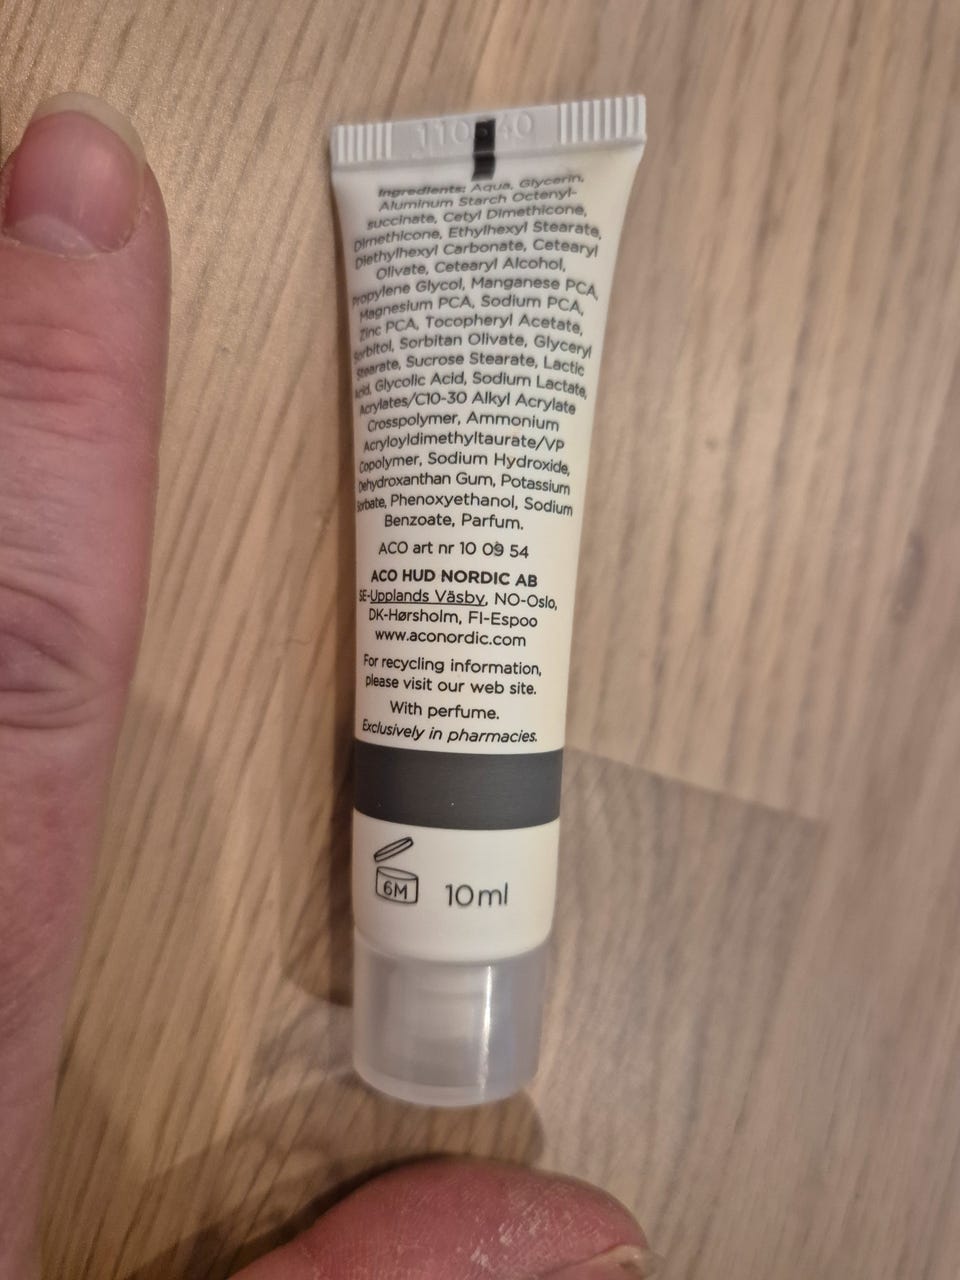 Ingredients: Aqua, Glycerin,
Aluminum Starch Octenyl-
succinate, Cetyl Dimethicone,
Dimethicone, Ethylhexyl Stearate,
Diethylhexyl Carbonate, Cetearyl
Olivate, Cetearyl Alcohol,
Propylene Glycol, Manganese PCA,
Magnesium PCA, Sodium PCA,
Zinc PCA, Tocopheryl Acetate,
Sorbitol, Sorbitan Olivate, Glyceryl
Stearate, Sucrose Stearate, Lactic
Acid, Glycolic Acid, Sodium Lactate,
Acrylates/C10-30 Alkyl Acrylate
Crosspolymer, Ammonium
Acryloyldimethyltaurate/VP
Copolymer, Sodium Hydroxide,
Dehydroxanthan Gum, Potassium
Sorbate, Phenoxyethanol, Sodium
Benzoate, Parfum.
ACO art nr 10 09 54
ACO HUD NORDIC AB
SE-Upplands Väsby, NO-Oslo,
DK-Hørsholm, FI-Espoo
www.aconordic.com
For recycling information,
please visit our web site.
With perfume.
Exclusively in pharmacies.
6M 10ml